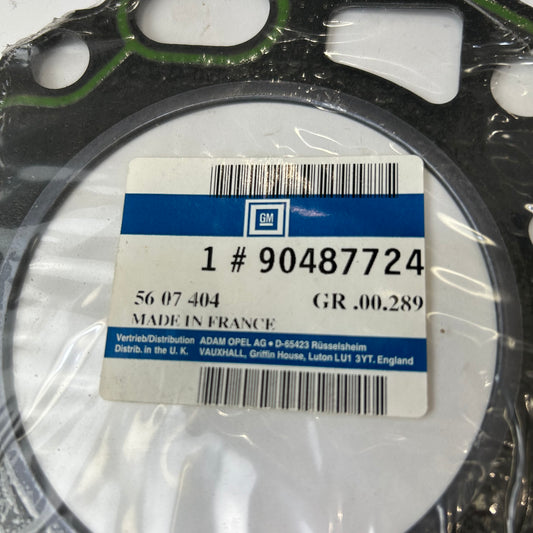 GM
1 # 90487724
56 07 404 GR .00.289
MADE IN FRANCE
Vertrieb/Distribution ADAM OPEL AG • D-65423 Rüsselsheim
Distrib. in the U. K. VAUXHALL, Griffin House, Luton LU1 3YT. England